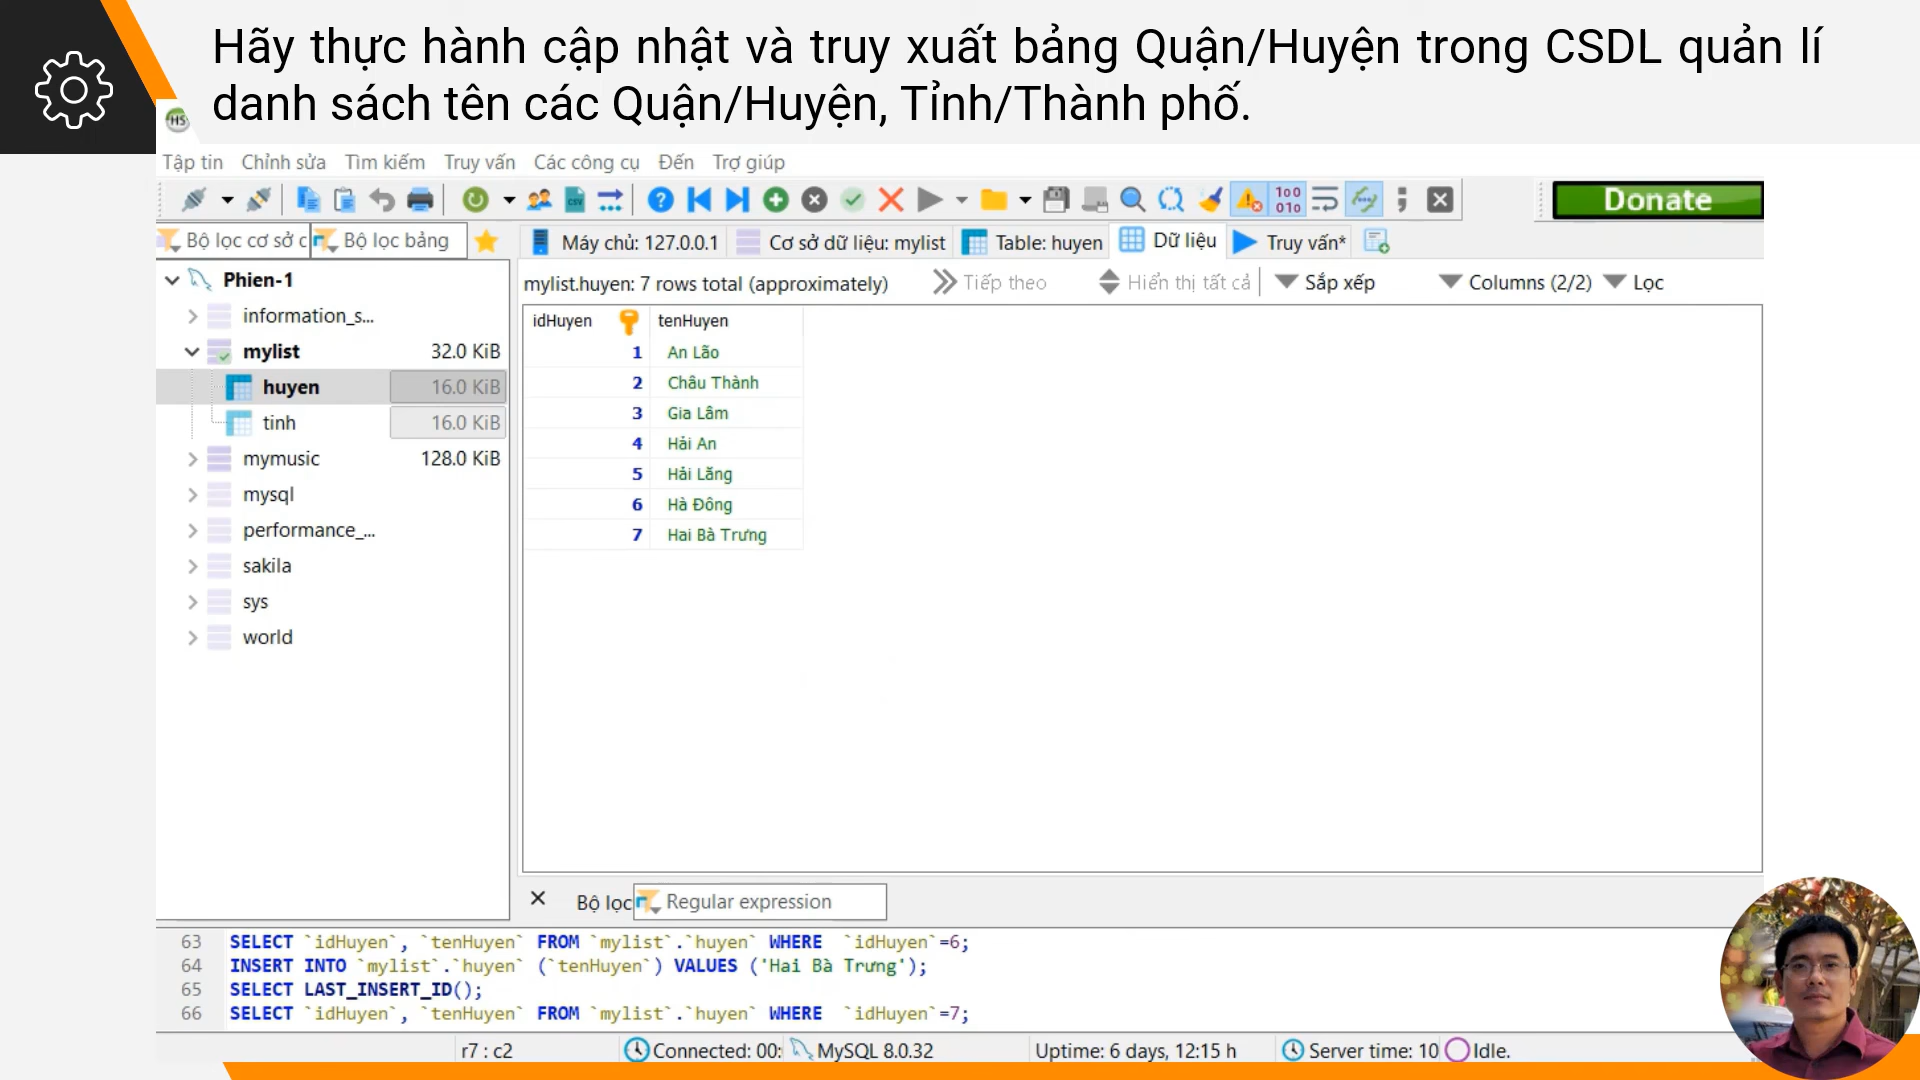 Hãy thực hành cập nhật và truy xuất bảng Quận/Huyện trong CSDL quản lí
danh sách tên các Quận/Huyện, Tỉnh/Thành phố.
HS
Tập tin Chỉnh sửa Tìm kiếm Truy vấn Các công cụ Đến Trợ giúp
Donate
Bộ lọc cơ sở c Bộ lọc bảng
Máy chủ: 127.0.0.1 Cơ sở dữ liệu: mylist Table: huyen Dữ liệu Truy vấn*
mylist.huyen: 7 rows total (approximately) Tiếp theo Hiển thị tất cả Sắp xếp Columns (2/2) Lọc
Phien-1
information_s...
mylist 32.0 KiB
huyen 16.0 KiB
tinh 16.0 KiB
mymusic 128.0 KiB
mysql
performance_...
sakila
sys
world
idHuyen tenHuyen
1 An Lão
2 Châu Thành
3 Gia Lâm
4 Hải An
5 Hải Lăng
6 Hà Đông
7 Hai Bà Trưng
Bộ lọc Regular expression
63 SELECT `idHuyen`, `tenHuyen` FROM `mylist`.`huyen` WHERE `idHuyen`=6;
64 INSERT INTO `mylist`.`huyen` (`tenHuyen`) VALUES ('Hai Bà Trưng');
65 SELECT LAST_INSERT_ID();
66 SELECT `idHuyen`, `tenHuyen` FROM `mylist`.`huyen` WHERE `idHuyen`=7;
r7 : c2 Connected: 00: MySQL 8.0.32 Uptime: 6 days, 12:15 h Server time: 10 Idle.